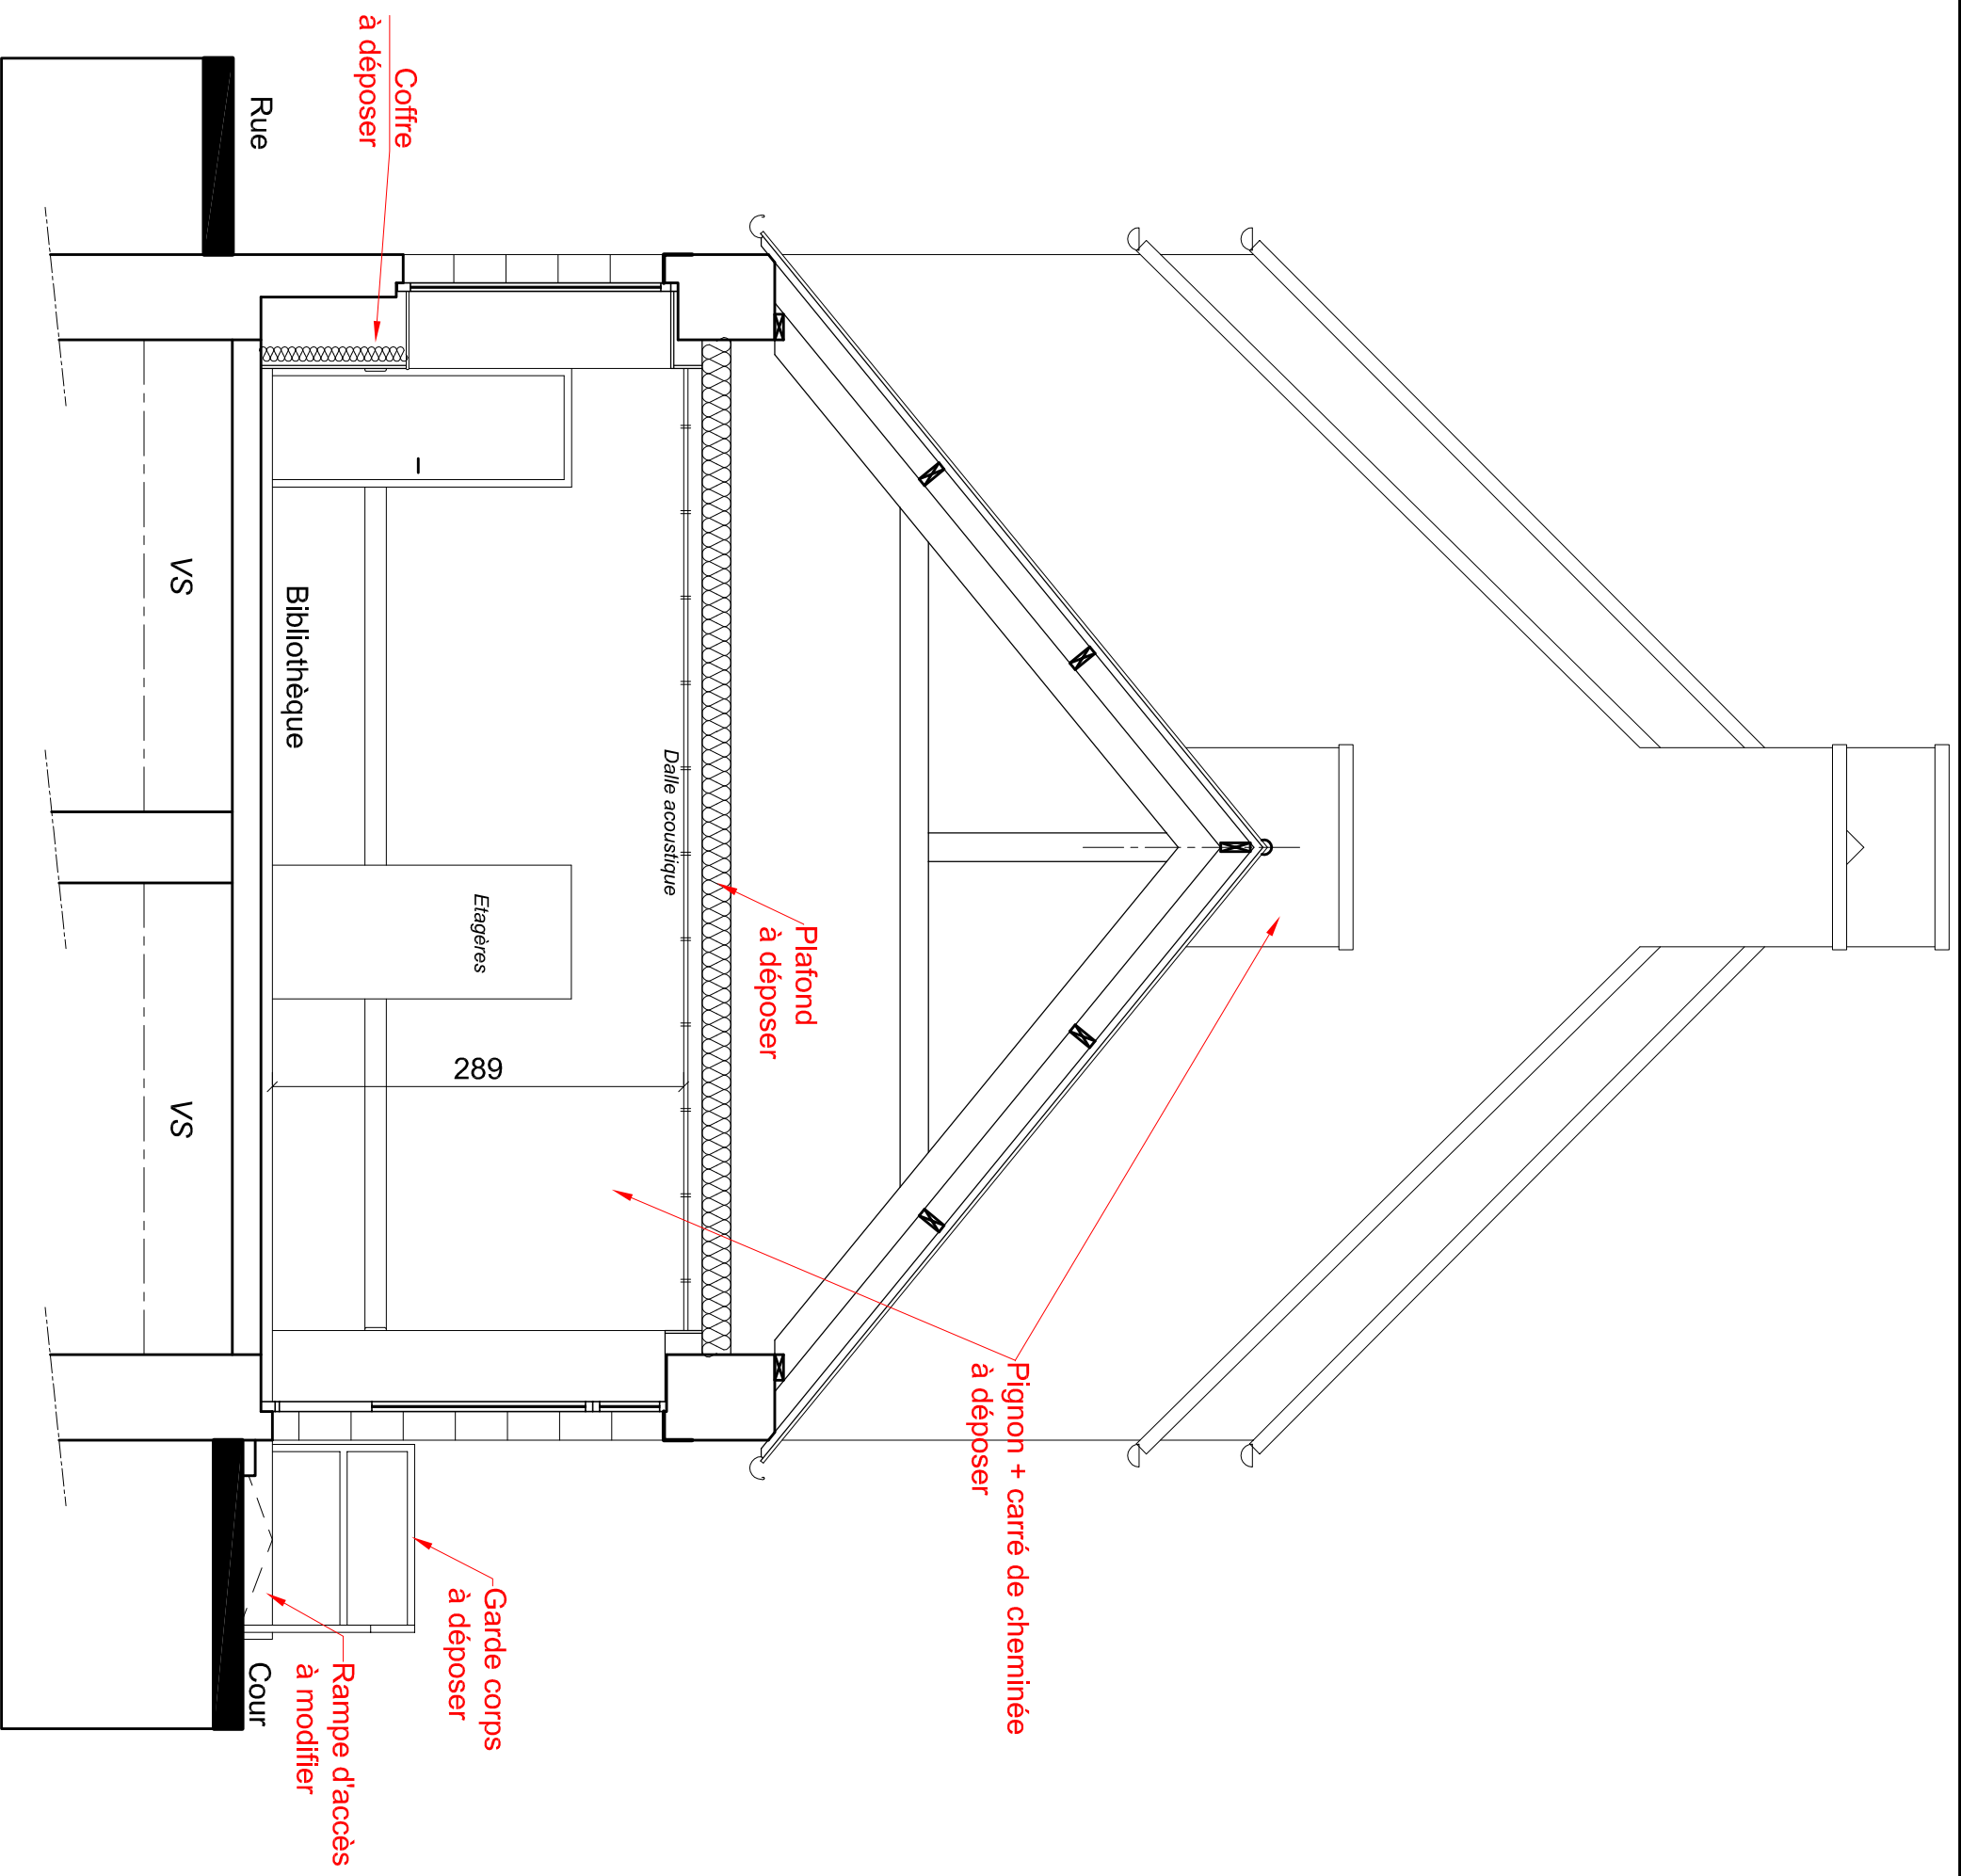 Pignon + carré de cheminée
à déposer
Plafond
à déposer
Dalle acoustique
Etagères
289
Garde corps
à déposer
Coffre
à déposer
Rampe d'accès
à modifier
Bibliothèque
Rue
Cour
VS
VS